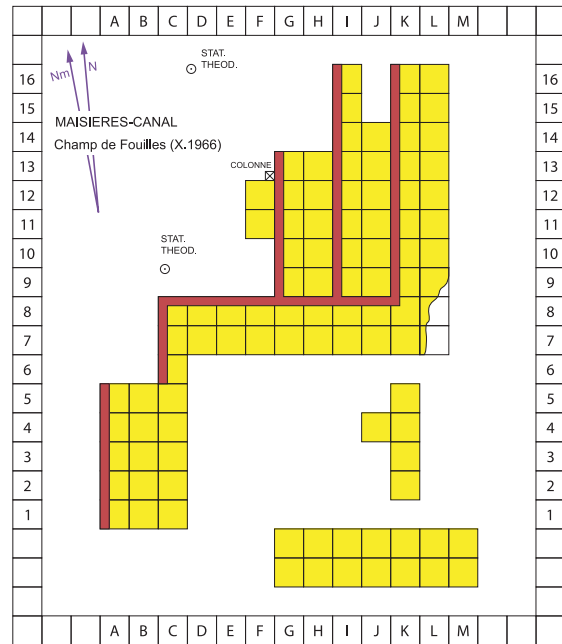 A B C D E F G H I J K L M
STAT.
THEOD.
Nm
N
MAISIERES-CANAL
Champ de Fouilles (X.1966)
COLONNE
STAT.
THEOD.
16 16
15 15
14 14
13 13
12 12
11 11
10 10
9 9
8 8
7 7
6 6
5 5
4 4
3 3
2 2
1 1
A B C D E F G H I J K L M